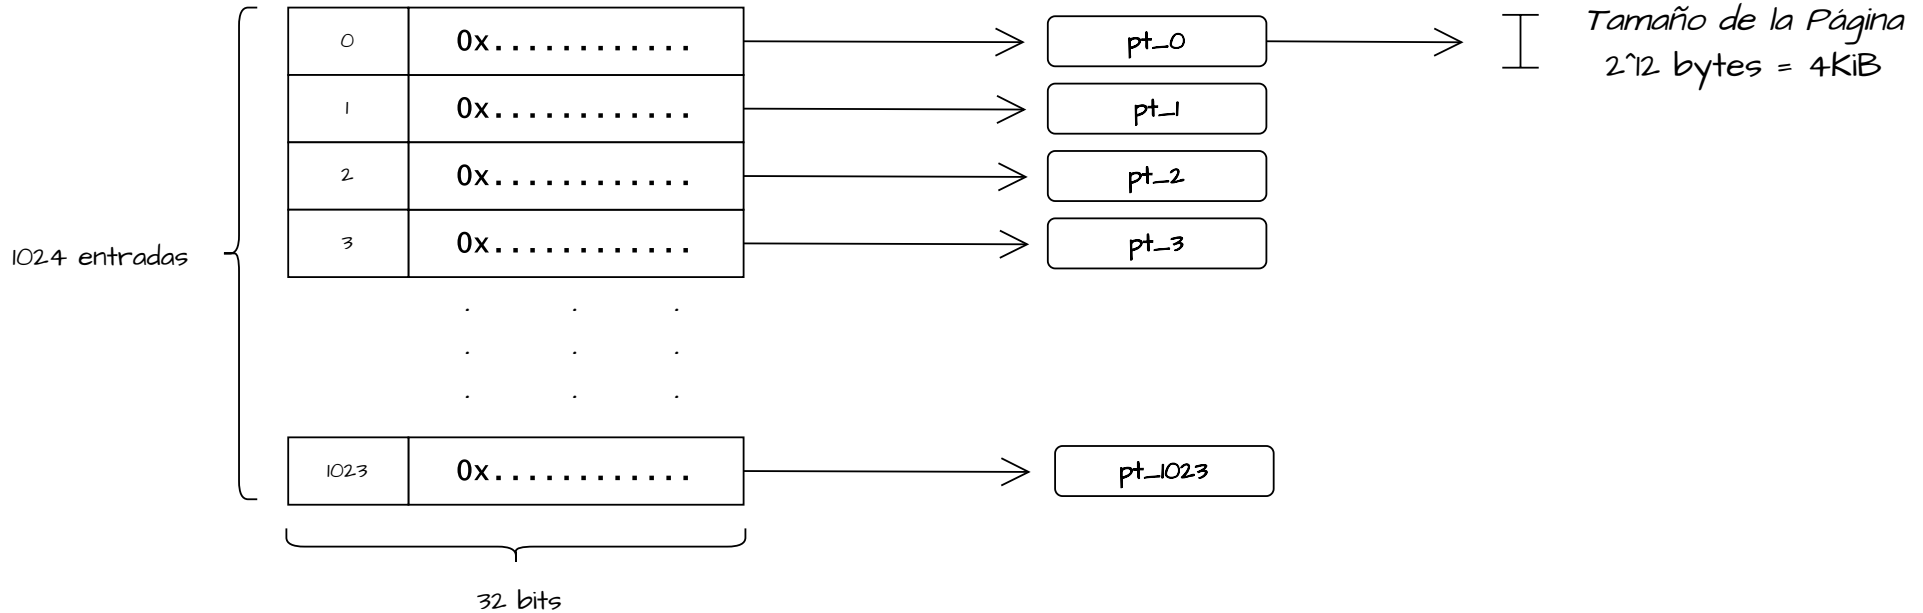 0 0x............ pt_0 Tamaño de la Página
2^12 bytes = 4KiB
1 0x............ pt_1
2 0x............ pt_2
1024 entradas
3 0x............ pt_3
. . .
. . .
. . .
1023 0x............ pt_1023
32 bits